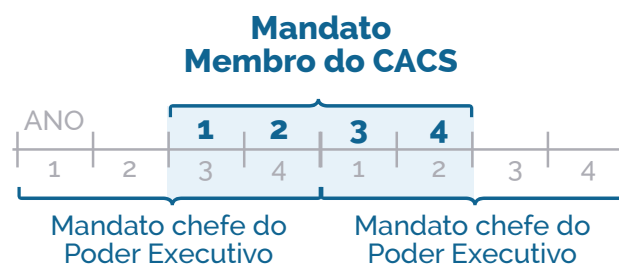 Mandato
Membro do CACS
ANO
1 2 3 4
1 2 3 4 1 2 3 4
Mandato chefe do
Poder Executivo
Mandato chefe do
Poder Executivo